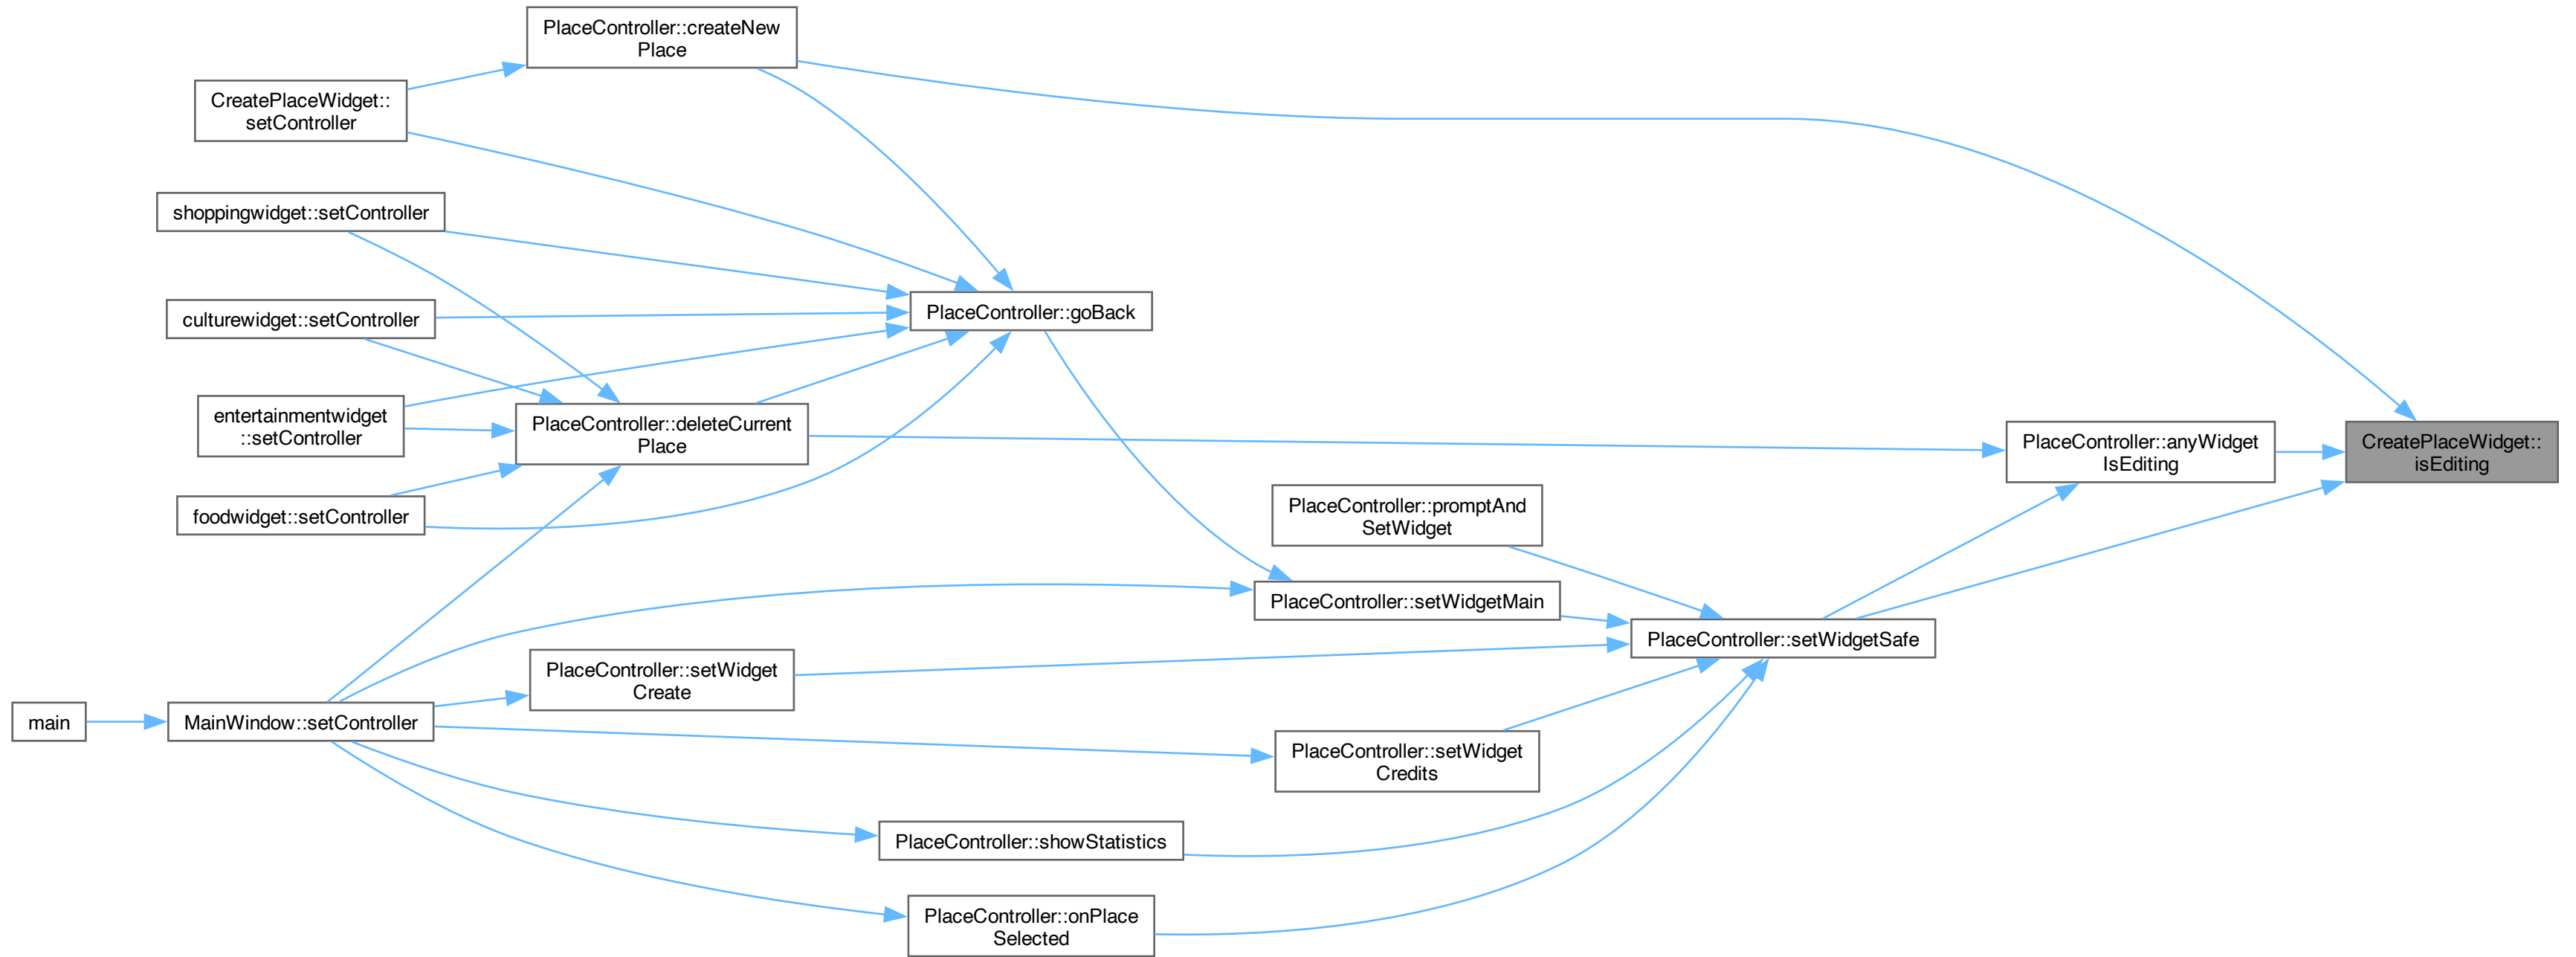 PlaceController::createNew
Place
CreatePlaceWidget::
setController
shoppingwidget::setController
culturewidget::setController
PlaceController::goBack
entertainmentwidget
::setController
PlaceController::deleteCurrent
Place
PlaceController::anyWidget
IsEditing
CreatePlaceWidget::
isEditing
foodwidget::setController
PlaceController::promptAnd
SetWidget
PlaceController::setWidgetMain
PlaceController::setWidgetSafe
PlaceController::setWidget
Create
main
MainWindow::setController
PlaceController::setWidget
Credits
PlaceController::showStatistics
PlaceController::onPlace
Selected